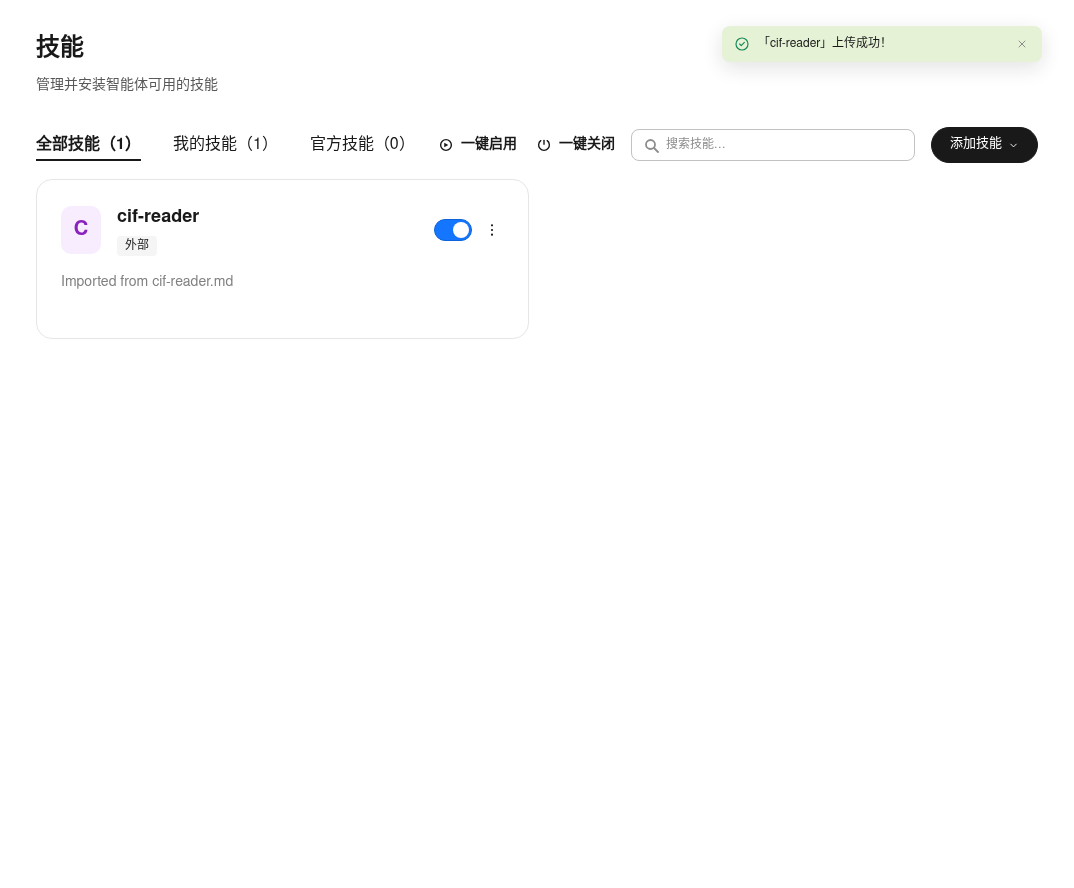 技能
「cif-reader」上传成功!
管理并安装智能体可用的技能
全部技能（1） 我的技能（1） 官方技能（0） 一键启用 一键关闭 搜索技能... 添加技能
C
cif-reader
外部
Imported from cif-reader.md